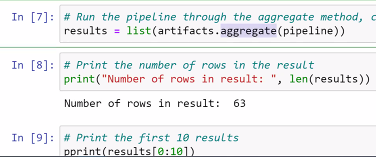 In [7]: # Run the pipeline through the aggregate method,
results = list(artifacts.aggregate(pipeline))
In [8]: # Print the number of rows in the result
print("Number of rows in result: ", len(results))
Number of rows in result:  63
In [9]: # Print the first 10 results
pprint(results[0:10])